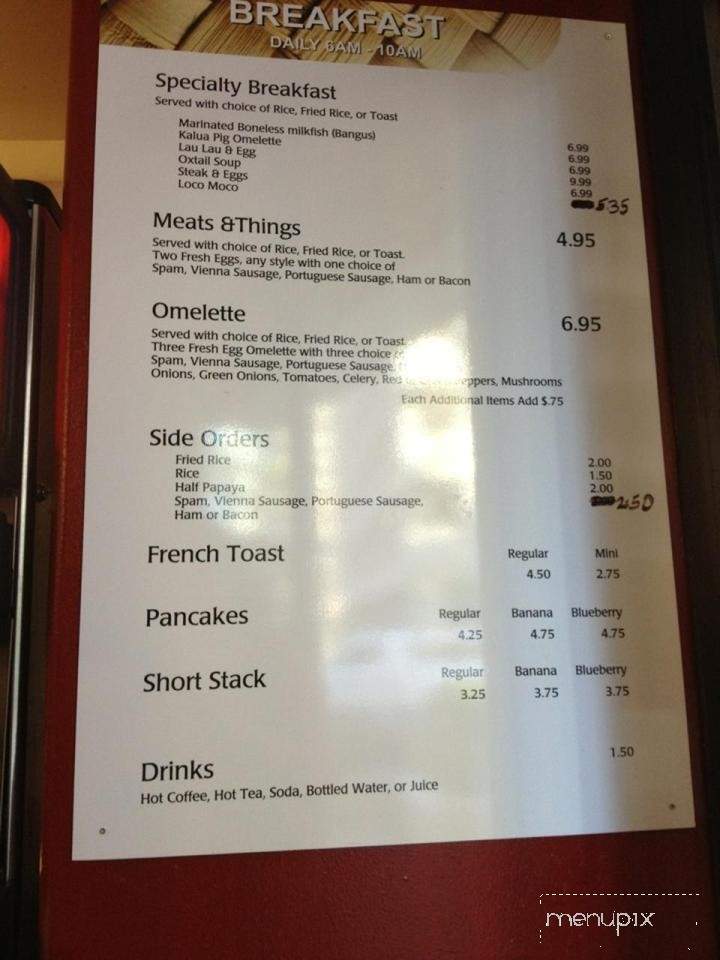 BREAKFAST
DAILY 6AM - 10AM
Specialty Breakfast
Served with choice of Rice, Fried Rice, or Toast
Marinated Boneless milkfish (Bangus) 6.99
Kalua Pig Omelette 6.99
Lau Lau & Egg 6.99
Oxtail Soup 9.99
Steak & Eggs 6.99
Loco Moco 535
Meats &Things 4.95
Served with choice of Rice, Fried Rice, or Toast.
Two Fresh Eggs, any style with one choice of
Spam, Vienna Sausage, Portuguese Sausage, Ham or Bacon
Omelette 6.95
Served with choice of Rice, Fried Rice, or Toast
Three Fresh Egg Omelette with three choice
Spam, Vienna Sausage, Portuguese Sausage,
Onions, Green Onions, Tomatoes, Celery, Red Peppers, Mushrooms
Each Additional Items Add $.75
Side Orders
Fried Rice 2.00
Rice 1.50
Half Papaya 2.00
Spam, Vienna Sausage, Portuguese Sausage, 250
Ham or Bacon
French Toast Regular Mini
4.50 2.75
Pancakes Regular Banana Blueberry
4.25 4.75 4.75
Short Stack Regular Banana Blueberry
3.25 3.75 3.75
Drinks 1.50
Hot Coffee, Hot Tea, Soda, Bottled Water, or Juice
menupix